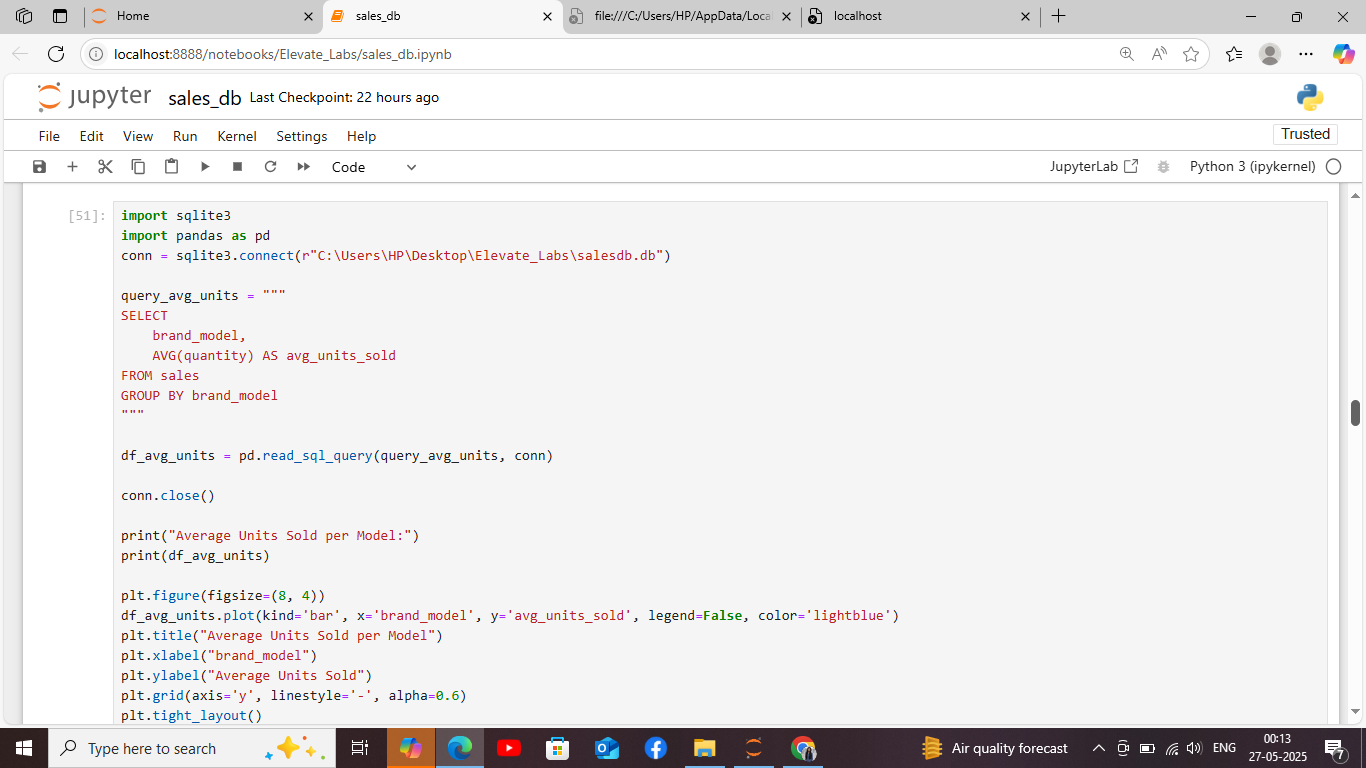 Home
sales_db
file:///C:/Users/HP/AppData/Loca
localhost
localhost:8888/notebooks/Elevate_Labs/sales_db.ipynb
jupyter sales_db Last Checkpoint: 22 hours ago
File Edit View Run Kernel Settings Help
Trusted
Code
JupyterLab
Python 3 (ipykernel)
[51]:
import sqlite3
import pandas as pd
conn = sqlite3.connect(r"C:\Users\HP\Desktop\Elevate_Labs\salesdb.db")
query_avg_units = """
SELECT
    brand_model,
    AVG(quantity) AS avg_units_sold
FROM sales
GROUP BY brand_model
"""
df_avg_units = pd.read_sql_query(query_avg_units, conn)
conn.close()
print("Average Units Sold per Model:")
print(df_avg_units)
plt.figure(figsize=(8, 4))
df_avg_units.plot(kind='bar', x='brand_model', y='avg_units_sold', legend=False, color='lightblue')
plt.title("Average Units Sold per Model")
plt.xlabel("brand_model")
plt.ylabel("Average Units Sold")
plt.grid(axis='y', linestyle='-', alpha=0.6)
plt.tight_layout()
Type here to search
Air quality forecast
ENG
00:13
27-05-2025
7